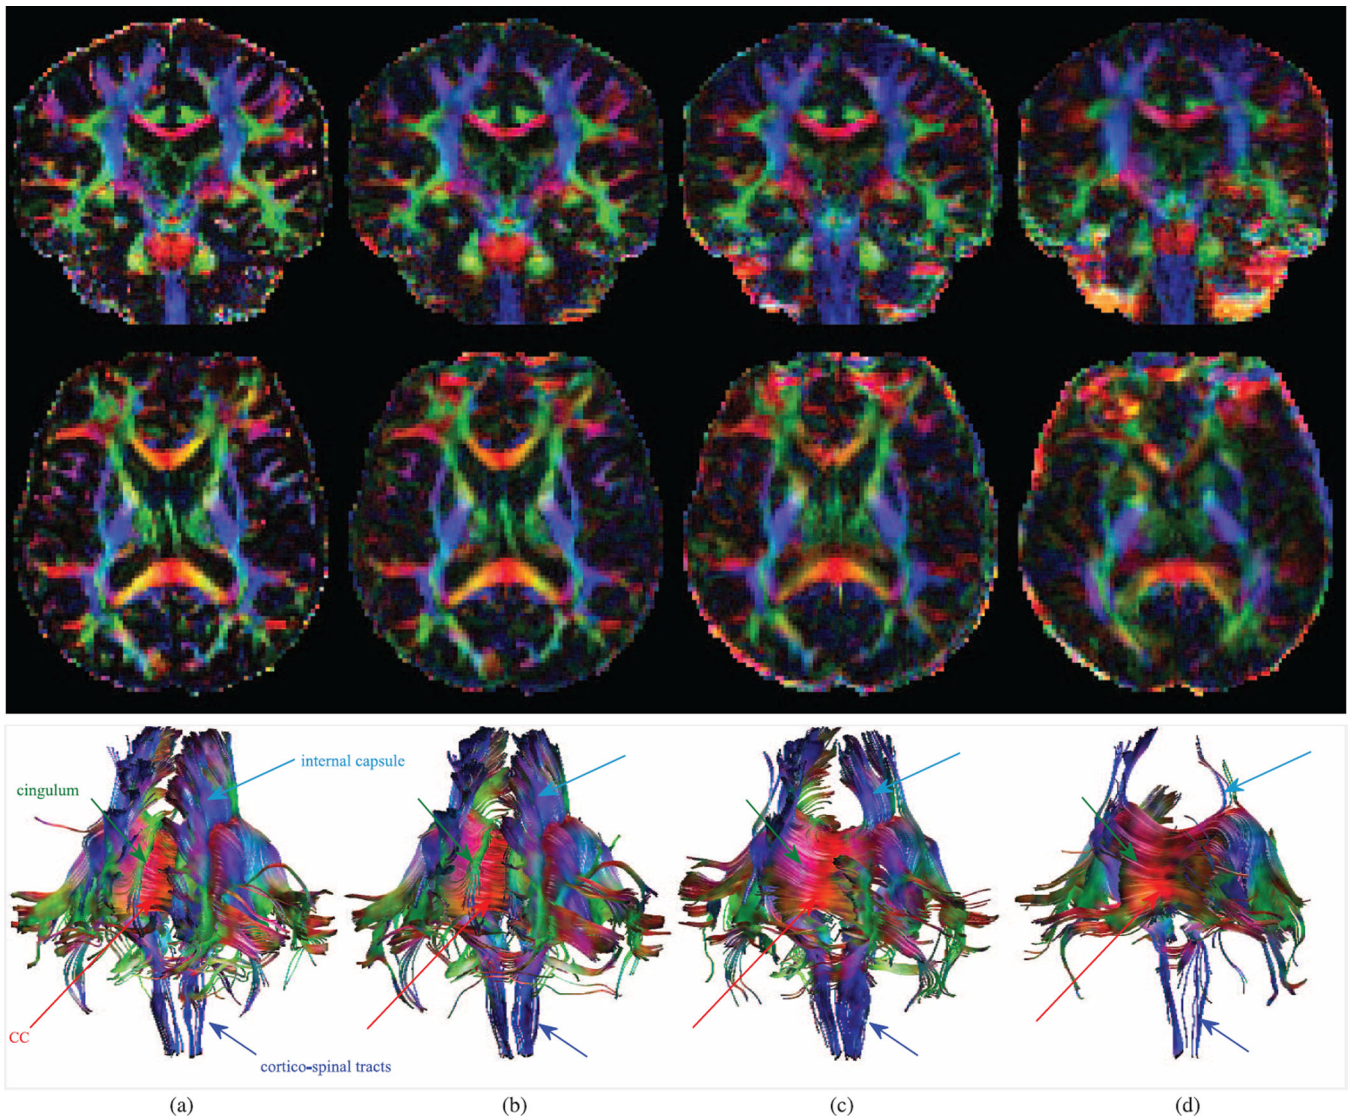 internal capsule
cingulum
CC
cortico-spinal tracts
(a) (b) (c) (d)